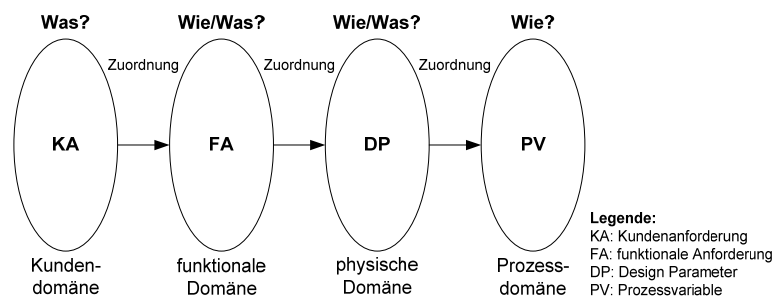 Was?
Wie/Was?
Wie/Was?
Wie?
Zuordnung
Zuordnung
Zuordnung
KA
FA
DP
PV
Kunden-
domäne
funktionale
Domäne
physische
Domäne
Prozess-
domäne
Legende:
KA: Kundenanforderung
FA: funktionale Anforderung
DP: Design Parameter
PV: Prozessvariable